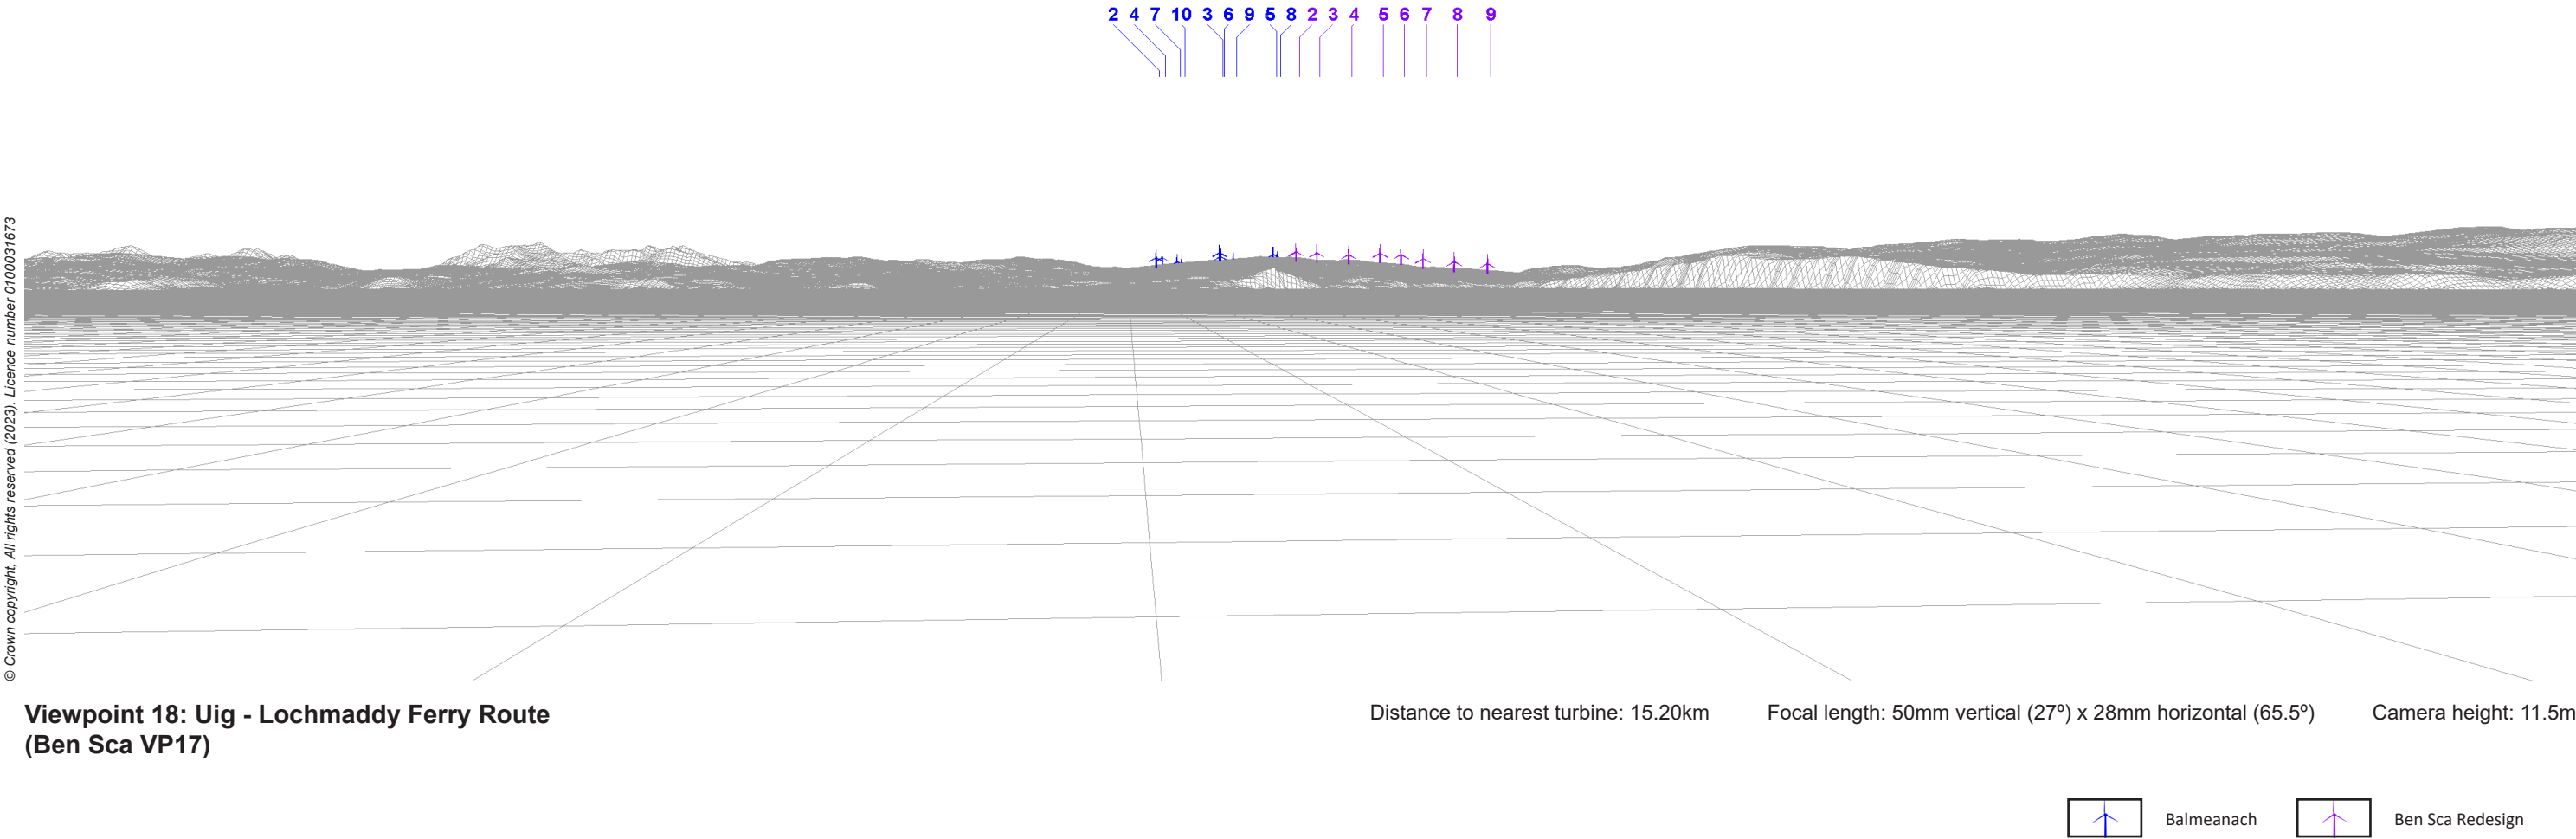 2 4 7 10 3 6 9 5 8 2 3 4 5 6 7 8 9
© Crown copyright, All rights reserved (2023). Licence number 0100031673
Viewpoint 18: Uig - Lochmaddy Ferry Route
(Ben Sca VP17)
Distance to nearest turbine: 15.20km
Focal length: 50mm vertical (27º) x 28mm horizontal (65.5º)
Camera height: 11.5m
Balmeanach
Ben Sca Redesign